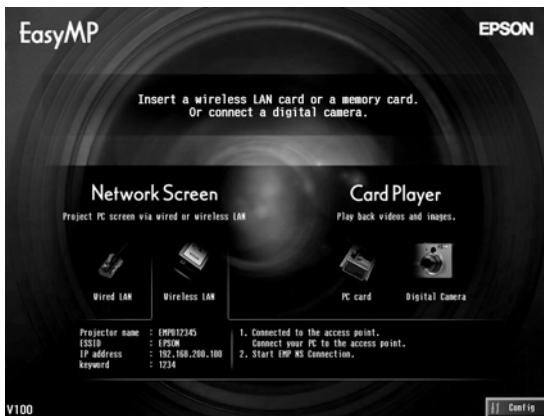 EasyMP
EPSON
Insert a wireless LAN card or a memory card.
Or connect a digital camera.
Network Screen
Project PC screen via wired or wireless LAN
Wired LAN
Wireless LAN
Card Player
Play back videos and images.
PC card
Digital Camera
Projector name : EMP012345
ESSID : EPSON
IP address : 192.168.200.100
keyword : 1234
1. Connected to the access point.
Connect your PC to the access point.
2. Start EMP NS Connection.
V100
Config